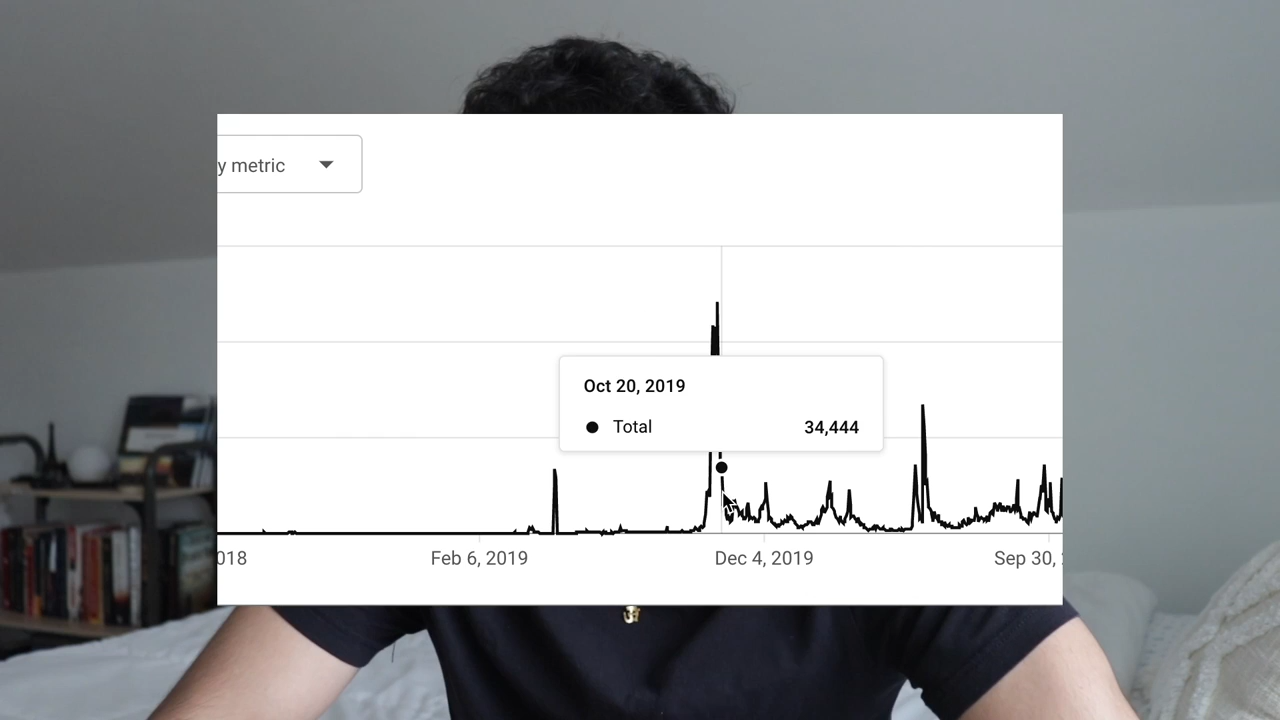 y metric
Oct 20, 2019
Total 34,444
018 Feb 6, 2019 Dec 4, 2019 Sep 30,